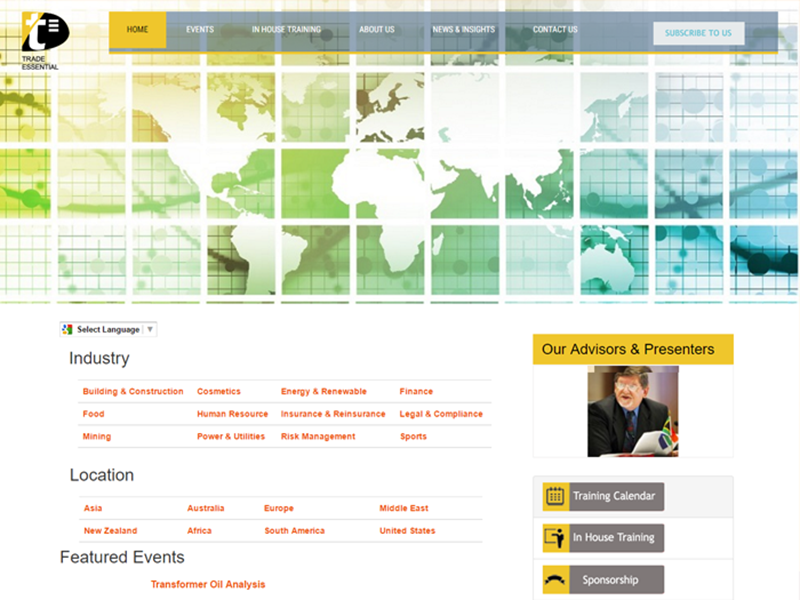 TRADE
ESSENTIAL
HOME EVENTS IN HOUSE TRAINING ABOUT US NEWS & INSIGHTS CONTACT US SUBSCRIBE TO US
Select Language
Industry
Building & Construction Cosmetics Energy & Renewable Finance
Food Human Resource Insurance & Reinsurance Legal & Compliance
Mining Power & Utilities Risk Management Sports
Location
Asia Australia Europe Middle East
New Zealand Africa South America United States
Featured Events
Transformer Oil Analysis
Our Advisors & Presenters
Training Calendar
In House Training
Sponsorship